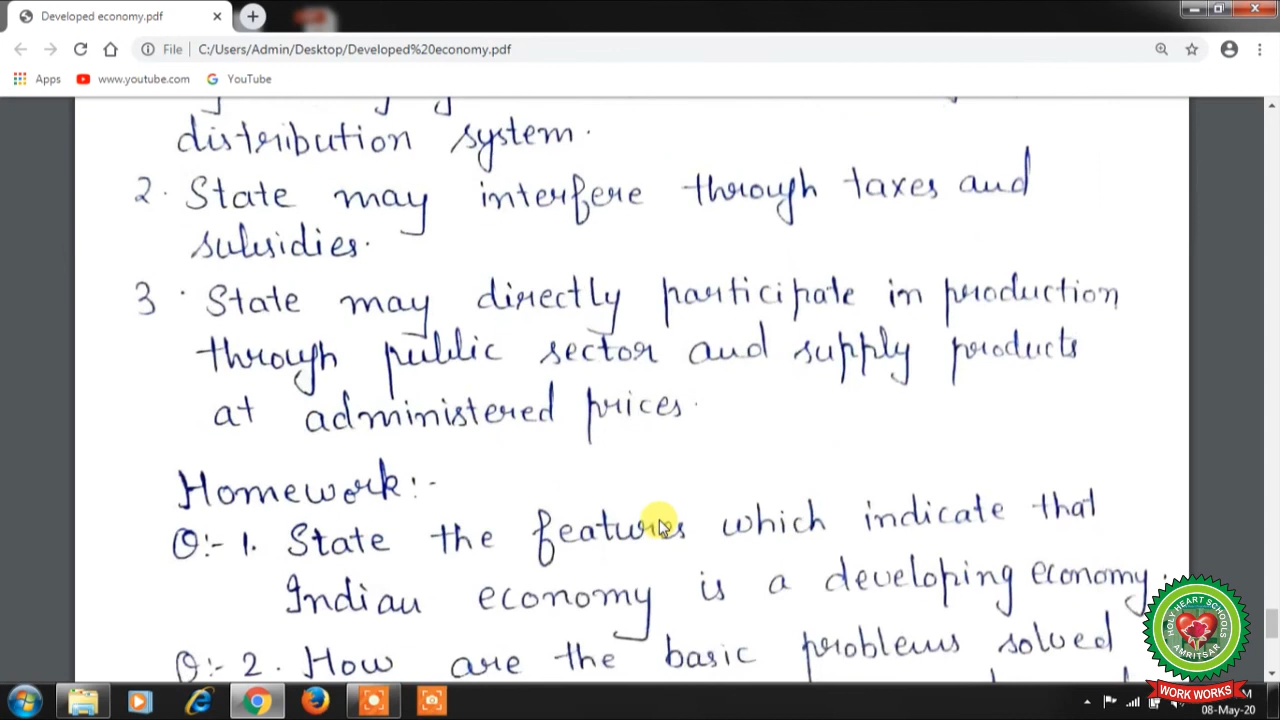 Developed economy.pdf
File
C:/Users/Admin/Desktop/Developed%20economy.pdf
Apps
www.youtube.com
YouTube
distribution system.
2. State may interfere through taxes and
subsidies.
3. State may directly participate in production
through public sector and supply products
at administered prices.
Homework:-
Q:- 1. State the features which indicate that
Indian economy is a developing economy.
Q:- 2. How are the basic problems solved
HOLY HEART SCHOOLS
AMRITSAR
WORK WORKS
08-May-20